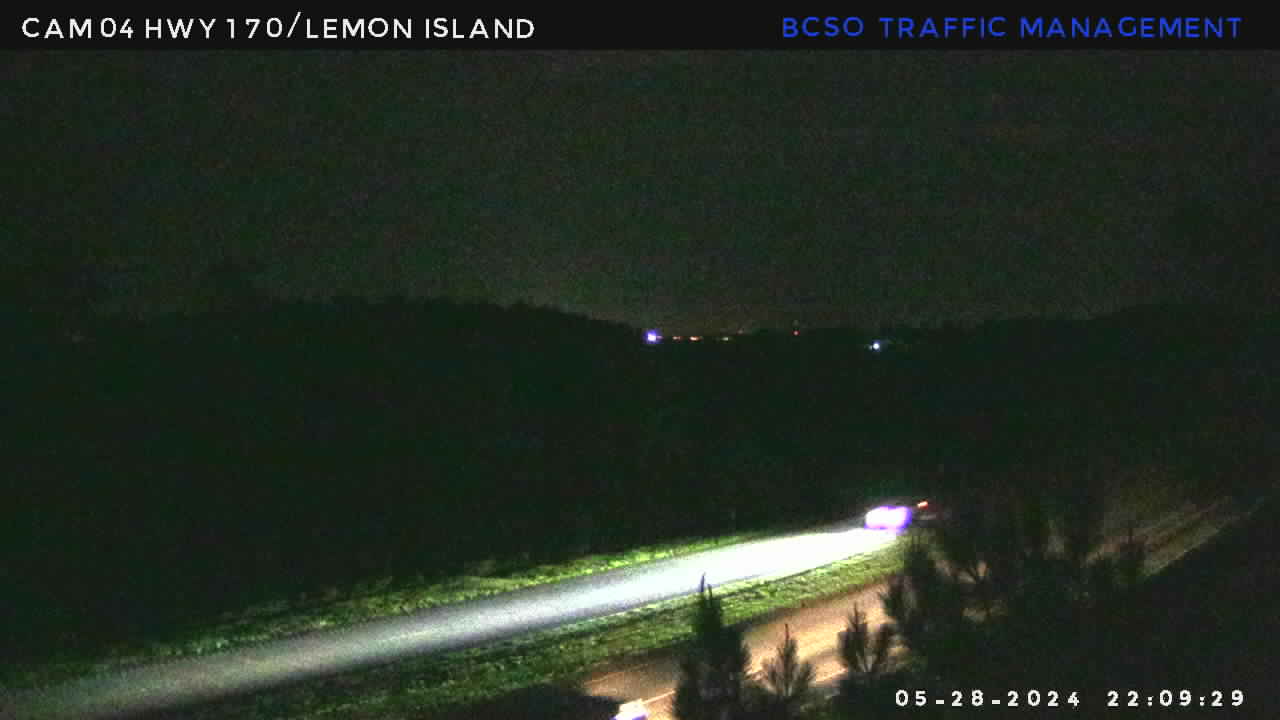 CAM04 HWY 170/LEMON ISLAND
BCSO TRAFFIC MANAGEMENT
05-28-2024 22:09:29